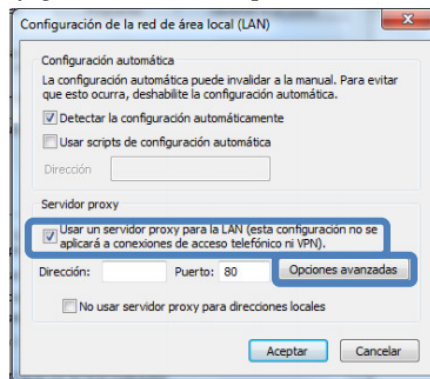 Configuración de la red de área local (LAN)
Configuración automática
La configuración automática puede invalidar a la manual. Para evitar
que esto ocurra, deshabilite la configuración automática.
Detectar la configuración automáticamente
Usar scripts de configuración automática
Dirección
Servidor proxy
Usar un servidor proxy para la LAN (esta configuración no se
aplicará a conexiones de acceso telefónico ni VPN).
Dirección: Puerto: 80 Opciones avanzadas
No usar servidor proxy para direcciones locales
Aceptar Cancelar